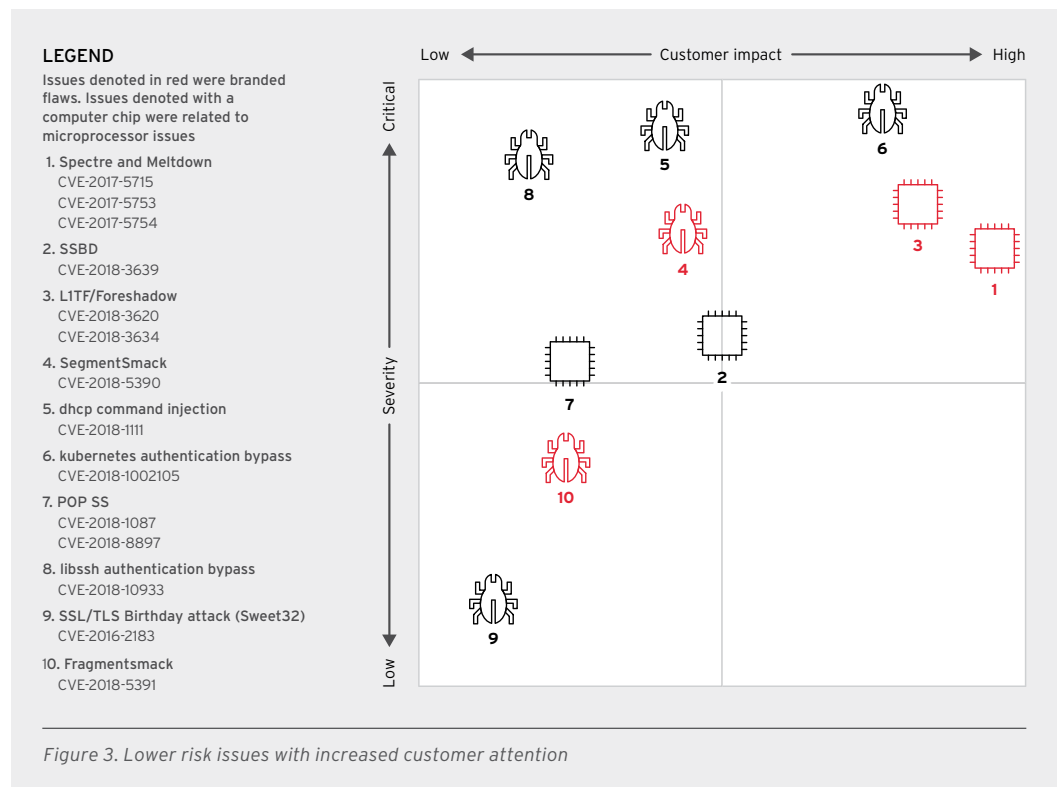 LEGEND
Issues denoted in red were branded
flaws. Issues denoted with a
computer chip were related to
microprocessor issues
1. Spectre and Meltdown
CVE-2017-5715
CVE-2017-5753
CVE-2017-5754
2. SSBD
CVE-2018-3639
3. L1TF/Foreshadow
CVE-2018-3620
CVE-2018-3634
4. SegmentSmack
CVE-2018-5390
5. dhcp command injection
CVE-2018-1111
6. kubernetes authentication bypass
CVE-2018-1002105
7. POP SS
CVE-2018-1087
CVE-2018-8897
8. libssh authentication bypass
CVE-2018-10933
9. SSL/TLS Birthday attack (Sweet32)
CVE-2016-2183
10. Fragmentsmack
CVE-2018-5391
Low Customer impact High
Critical
Severity
Low
6
5
8
3
4
1
2
7
10
9
Figure 3. Lower risk issues with increased customer attention